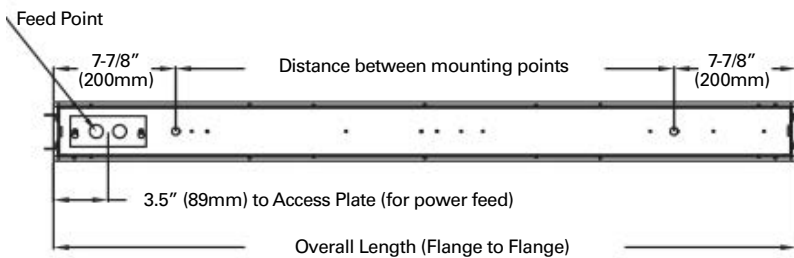 Feed Point
7-7/8” (200mm)
Distance between mounting points
7-7/8” (200mm)
3.5” (89mm) to Access Plate (for power feed)
Overall Length (Flange to Flange)